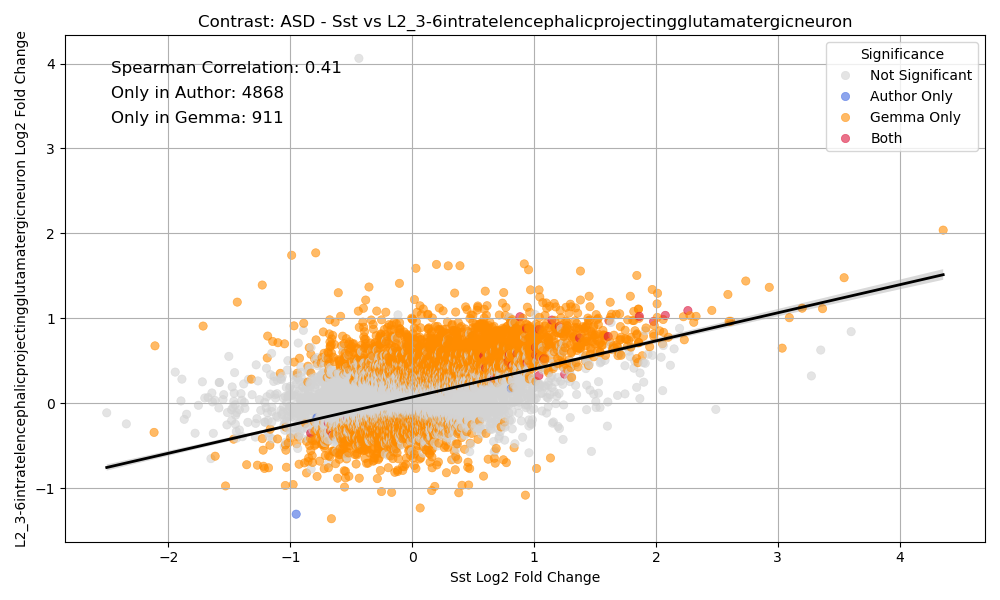 Contrast: ASD - Sst vs L2_3-6intratelencephalicprojectingglutamatergicneuron
L2_3-6intratelencephalicprojectingglutamatergicneuron Log2 Fold Change
Spearman Correlation: 0.41
Only in Author: 4868
Only in Gemma: 911
Significance
Not Significant
Author Only
Gemma Only
Both
4
3
2
1
0
−1
−2
−1
0
1
2
3
4
Sst Log2 Fold Change